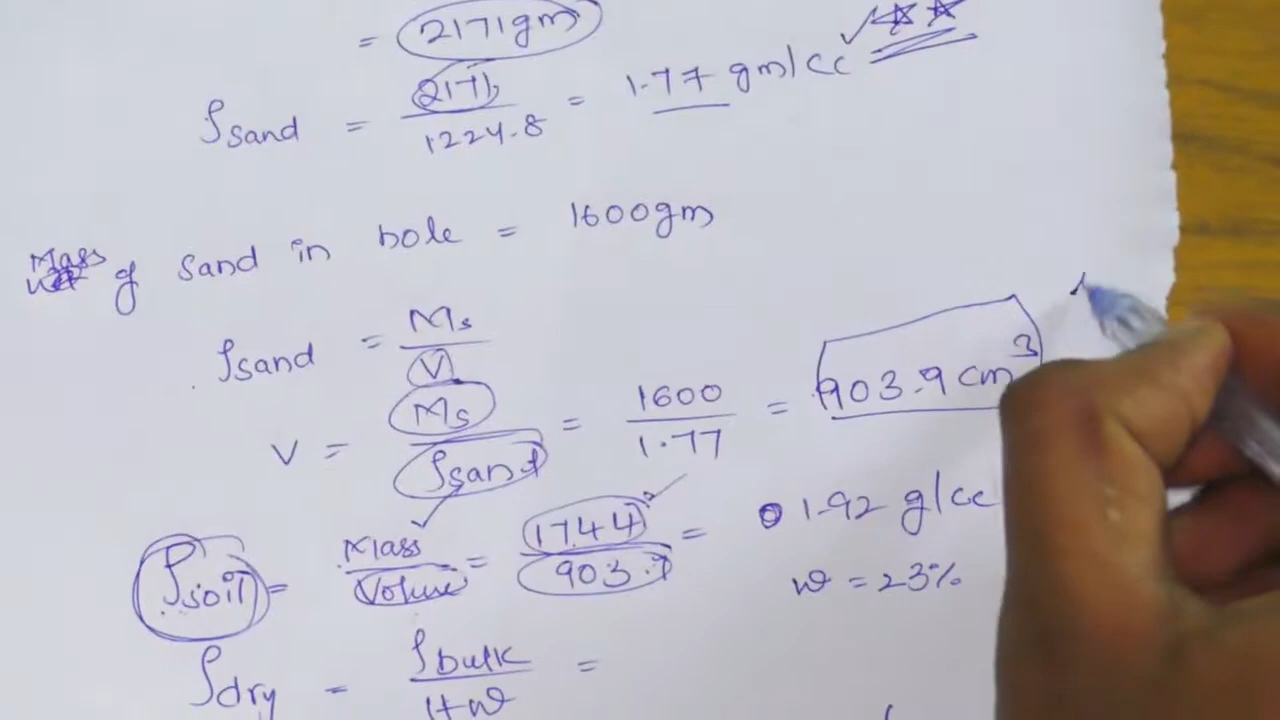 = 2171gm
ρsand = 2171/1224.8 = 1.77 gm/cc
Mass of sand in hole = 1600gm
ρsand = Ms/V
V = Ms/ρsand = 1600/1.77 = 903.9 cm³
ρsoil = Mass/Volume = 1744/903.9 = 1.92 g/cc
w = 23%
ρdry = ρbulk/1+w =